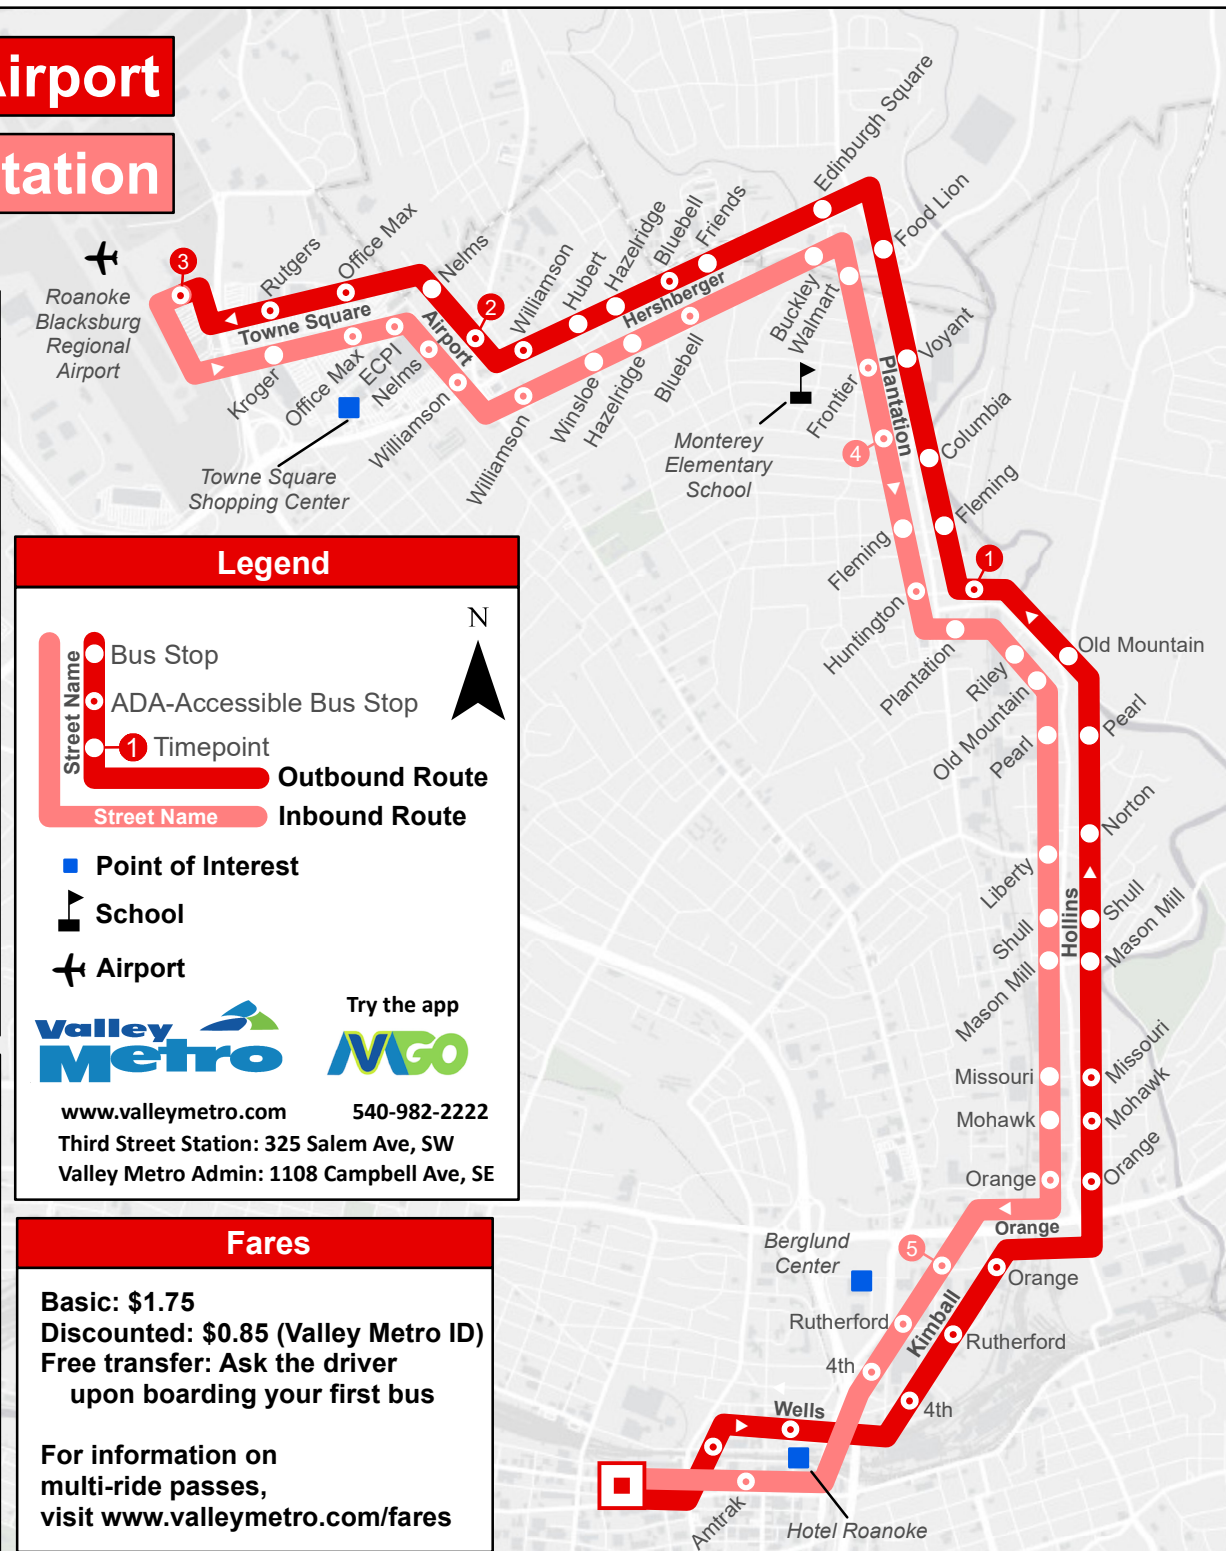 Airport
tation
Edinburgh Square
Food Lion
Friends
Bluebell
Hazelridge
Hubert
Williamson
Nelms
Office Max
Rutgers
3
2
Roanoke
Blacksburg
Regional
Airport
Towne Square
Airport
Hershberger
Buckley
Walmart
Voyant
Plantation
Kroger
Office Max
ECPI
Nelms
Williamson
Williamson
Winsloe
Hazelridge
Bluebell
Frontier
4
Columbia
Monterey
Elementary
School
Towne Square
Shopping Center
Fleming
Fleming
1
Huntington
Plantation
Riley
Old Mountain
Old Mountain
Pearl
Pearl
Norton
Liberty
Shull
Shull
Hollins
Mason Mill
Mason Mill
Missouri
Missouri
Mohawk
Mohawk
Orange
Orange
Orange
Berglund
Center
5
Orange
Kimball
Rutherford
Rutherford
4th
4th
Wells
Amtrak
Hotel Roanoke
Legend
N
Street Name
Bus Stop
ADA-Accessible Bus Stop
1 Timepoint
Outbound Route
Street Name
Inbound Route
Point of Interest
School
Airport
Valley
Metro
Try the app
MGO
www.valleymetro.com 540-982-2222
Third Street Station: 325 Salem Ave, SW
Valley Metro Admin: 1108 Campbell Ave, SE
Fares
Basic: $1.75
Discounted: $0.85 (Valley Metro ID)
Free transfer: Ask the driver
upon boarding your first bus
For information on
multi-ride passes,
visit www.valleymetro.com/fares